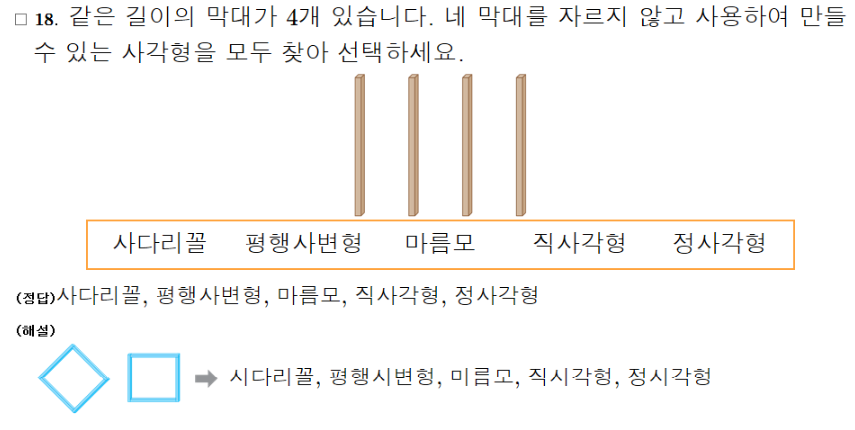 □ 18. 같은 길이의 막대가 4개 있습니다. 네 막대를 자르지 않고 사용하여 만들
수 있는 사각형을 모두 찾아 선택하세요.
사다리꼴 평행사변형 마름모 직사각형 정사각형
(정답)사다리꼴, 평행사변형, 마름모, 직사각형, 정사각형
(해설)
시다리꼴, 평행시변형, 미름모, 직시각형, 정시각형